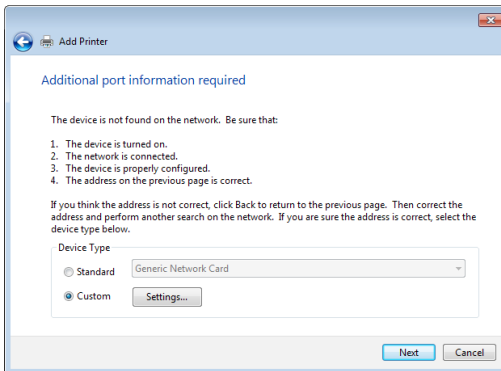 Add Printer
Additional port information required
The device is not found on the network. Be sure that:
1. The device is turned on.
2. The network is connected.
3. The device is properly configured.
4. The address on the previous page is correct.
If you think the address is not correct, click Back to return to the previous page. Then correct the
address and perform another search on the network. If you are sure the address is correct, select the
device type below.
Device Type
Standard Generic Network Card
Custom Settings...
Next Cancel